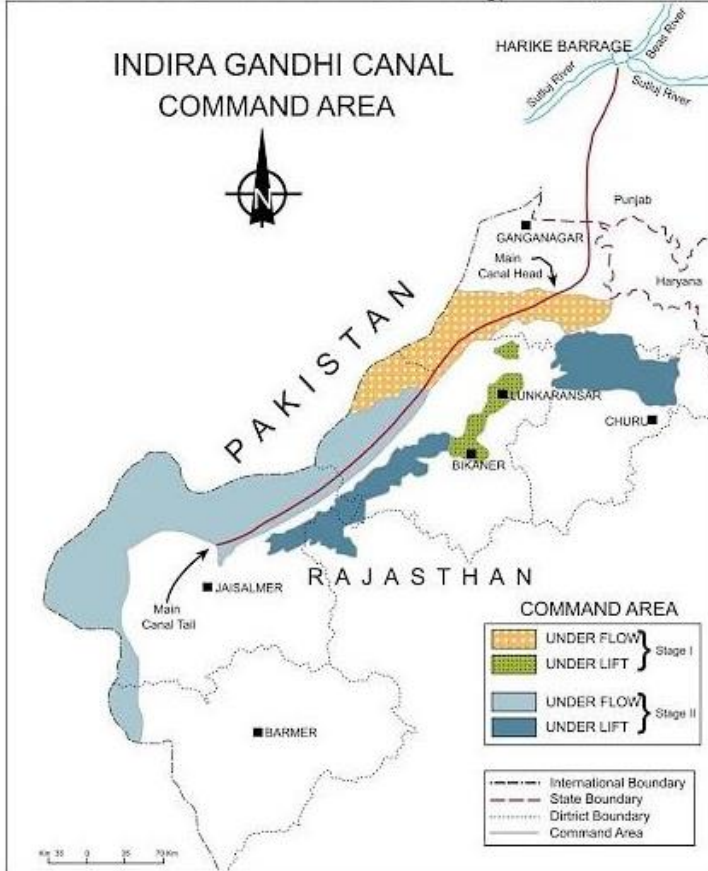 HARIKE BARRAGE
Beas River
Sutluj River
Sutluj River
INDIRA GANDHI CANAL
COMMAND AREA
N
Punjab
GANGANAGAR
Main
Canal Head
Haryana
PAKISTAN
LUNKARANSAR
CHURU
BIKANER
RAJASTHAN
JAISALMER
Main
Canal Tail
BARMER
COMMAND AREA
UNDER FLOW
UNDER LIFT
Stage I
UNDER FLOW
UNDER LIFT
Stage II
International Boundary
State Boundary
Dirtrict Boundary
Command Area
Km 35 0 25 70 Km